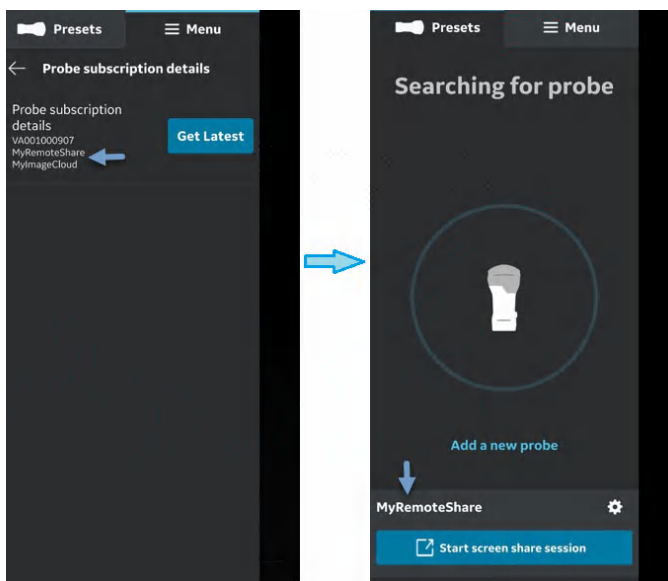 Presets
Menu
Probe subscription details
Probe subscription
details
VA001000907
MyRemoteShare
MyImageCloud
Get Latest
Presets
Menu
Searching for probe
Add a new probe
MyRemoteShare
Start screen share session